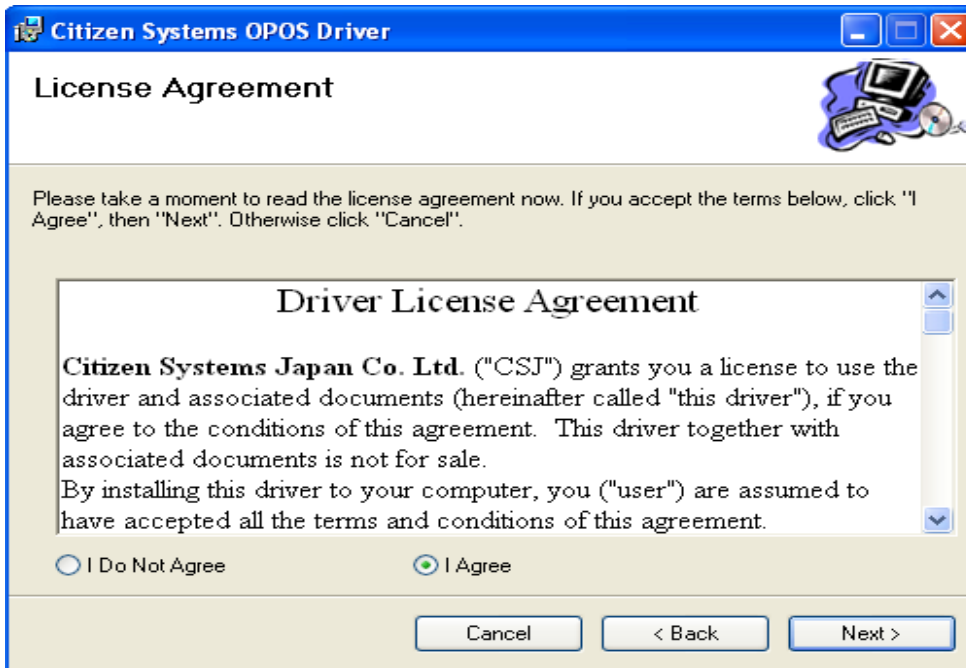 Citizen Systems OPOS Driver
License Agreement
Please take a moment to read the license agreement now. If you accept the terms below, click "I
Agree", then "Next". Otherwise click "Cancel".
Driver License Agreement
Citizen Systems Japan Co. Ltd. ("CSJ") grants you a license to use the
driver and associated documents (hereinafter called "this driver"), if you
agree to the conditions of this agreement.  This driver together with
associated documents is not for sale.
By installing this driver to your computer, you ("user") are assumed to
have accepted all the terms and conditions of this agreement.
I Do Not Agree
I Agree
Cancel
< Back
Next >